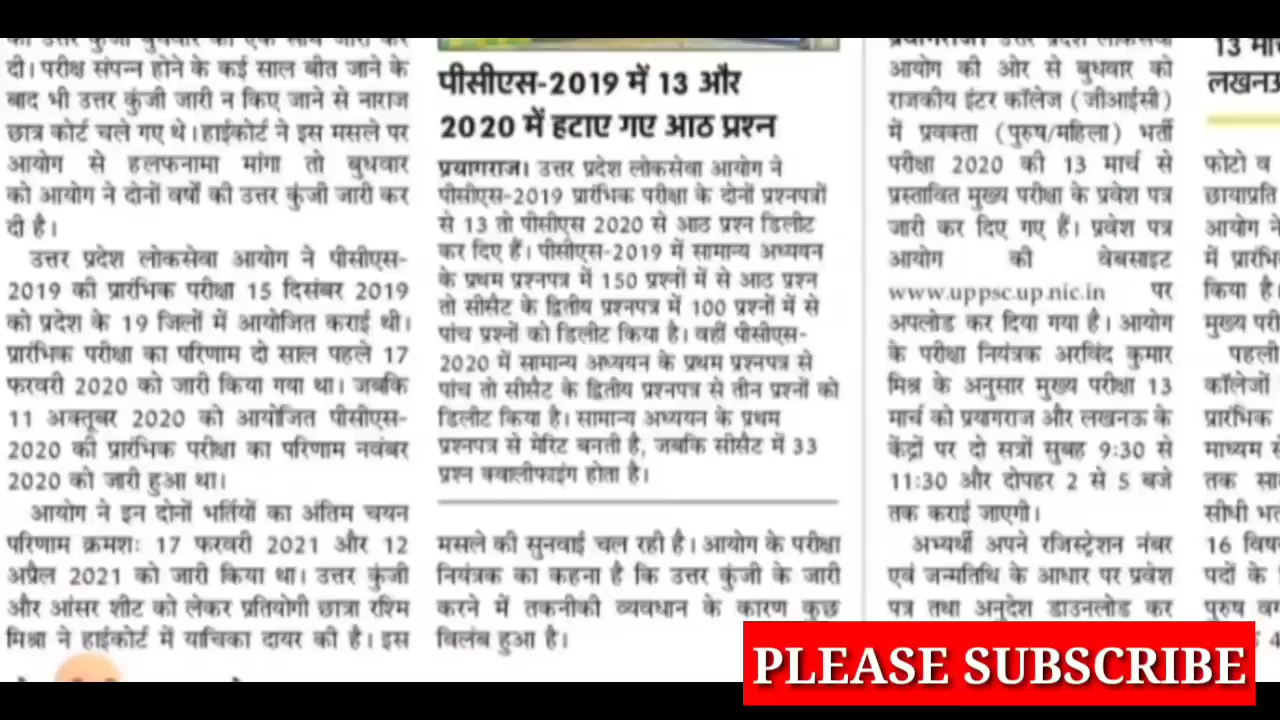 दी। परीक्ष संपन्न होने के कई साल बीत जाने के
बाद भी उत्तर कुंजी जारी न किए जाने से नाराज
छात्र कोर्ट चले गए थे। हाईकोर्ट ने इस मसले पर
आयोग से हलफनामा मांगा तो बुधवार
को आयोग ने दोनों वर्षों की उत्तर कुंजी जारी कर
दी है।
उत्तर प्रदेश लोकसेवा आयोग ने पीसीएस-
2019 की प्रारंभिक परीक्षा 15 दिसंबर 2019
को प्रदेश के 19 जिलों में आयोजित कराई थी।
प्रारंभिक परीक्षा का परिणाम दो साल पहले 17
फरवरी 2020 को जारी किया गया था। जबकि
11 अक्तूबर 2020 को आयोजित पीसीएस-
2020 की प्रारंभिक परीक्षा का परिणाम नवंबर
2020 को जारी हुआ था।
आयोग ने इन दोनों भर्तियों का अंतिम चयन
परिणाम क्रमशः 17 फरवरी 2021 और 12
अप्रैल 2021 को जारी किया था। उत्तर कुंजी
और आंसर शीट को लेकर प्रतियोगी छात्रा रश्मि
मिश्रा ने हाईकोर्ट में याचिका दायर की है। इस
पीसीएस-2019 में 13 और
2020 में हटाए गए आठ प्रश्न
प्रयागराज। उत्तर प्रदेश लोकसेवा आयोग ने
पीसीएस-2019 प्रारंभिक परीक्षा के दोनों प्रश्नपत्रों
से 13 तो पीसीएस 2020 से आठ प्रश्न डिलीट
कर दिए हैं। पीसीएस-2019 में सामान्य अध्ययन
के प्रथम प्रश्नपत्र में 150 प्रश्नों में से आठ प्रश्न
तो सीसैट के द्वितीय प्रश्नपत्र में 100 प्रश्नों में से
पांच प्रश्नों को डिलीट किया है। वहीं पीसीएस-
2020 में सामान्य अध्ययन के प्रथम प्रश्नपत्र से
पांच तो सीसैट के द्वितीय प्रश्नपत्र से तीन प्रश्नों को
डिलीट किया है। सामान्य अध्ययन के प्रथम
प्रश्नपत्र से मेरिट बनती है, जबकि सीसैट में 33
प्रश्न क्वालीफाइंग होता है।
मसले की सुनवाई चल रही है। आयोग के परीक्षा
नियंत्रक का कहना है कि उत्तर कुंजी के जारी
करने में तकनीकी व्यवधान के कारण कुछ
विलंब हुआ है।
प्रयागराज। उत्तर प्रदेश लोकसेवा
आयोग की ओर से बुधवार को
राजकीय इंटर कॉलेज (जीआईसी)
में प्रवक्ता (पुरुष/महिला) भर्ती
परीक्षा 2020 की 13 मार्च से
प्रस्तावित मुख्य परीक्षा के प्रवेश पत्र
जारी कर दिए गए हैं। प्रवेश पत्र
आयोग की वेबसाइट
www.uppsc.up.nic.in पर
अपलोड कर दिया गया है। आयोग
के परीक्षा नियंत्रक अरविंद कुमार
मिश्र के अनुसार मुख्य परीक्षा 13
मार्च को प्रयागराज और लखनऊ के
केंद्रों पर दो सत्रों सुबह 9:30 से
11:30 और दोपहर 2 से 5 बजे
तक कराई जाएगी।
अभ्यर्थी अपने रजिस्ट्रेशन नंबर
एवं जन्मतिथि के आधार पर प्रवेश
पत्र तथा अनुदेश डाउनलोड कर
13
फोटो व
आयोग ने
किया है।
पहली
तक
16
पदों के
PLEASE SUBSCRIBE